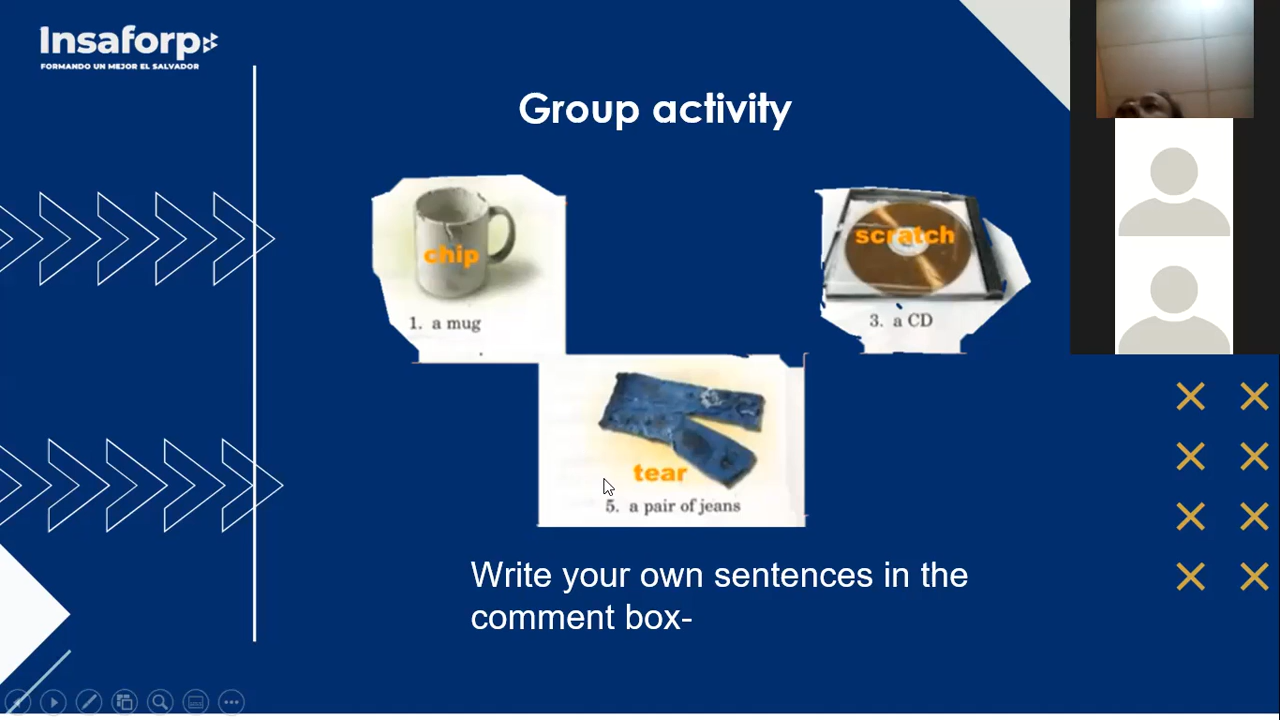 Insaforp
FORMANDO UN MEJOR EL SALVADOR
Group activity
chip
1. a mug
scratch
3. a CD
tear
5. a pair of jeans
Write your own sentences in the
comment box-